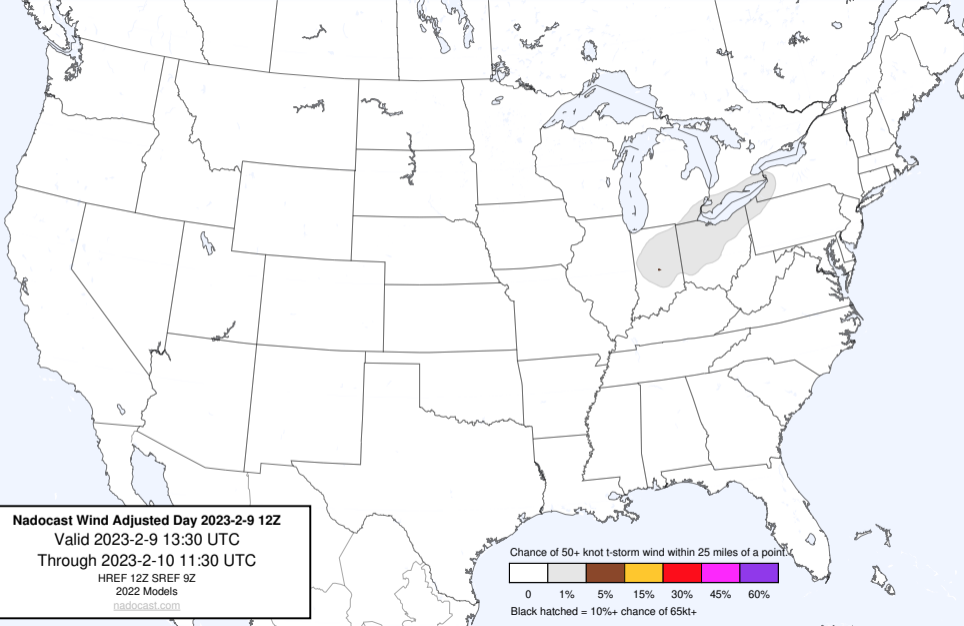 Nadocast Wind Adjusted Day 2023-2-9 12Z
Valid 2023-2-9 13:30 UTC
Through 2023-2-10 11:30 UTC
HREF 12Z SREF 9Z
2022 Models
nadocast.com
Chance of 50+ knot t-storm wind within 25 miles of a point.
0 1% 5% 15% 30% 45% 60%
Black hatched = 10%+ chance of 65kt+